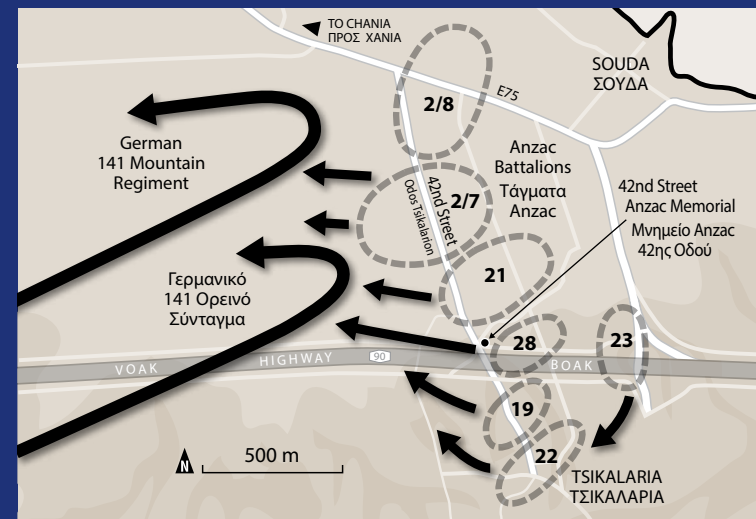 TO CHANIA
ΠΡΟΣ ΧΑΝΙΑ
SOUDA
ΣΟΥΔΑ
E75
2/8
German
141 Mountain
Regiment
Anzac
Battalions
Τάγματα
Anzac
42nd Street
Odos Tsikalarion
2/7
42nd Street
Anzac Memorial
Μνημείο Anzac
42ης Οδού
Γερμανικό
141 Ορεινό
Σύνταγμα
21
28
23
VOAK
HIGHWAY
90
BOAK
19
22
N
500 m
TSIKALARIA
ΤΣΙΚΑΛΑΡΙΑ